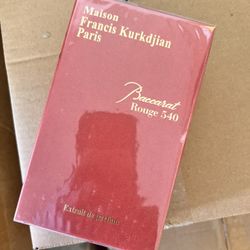 Maison
Francis Kurkdjian
Paris
Baccarat
Rouge 540
Extrait de parfum